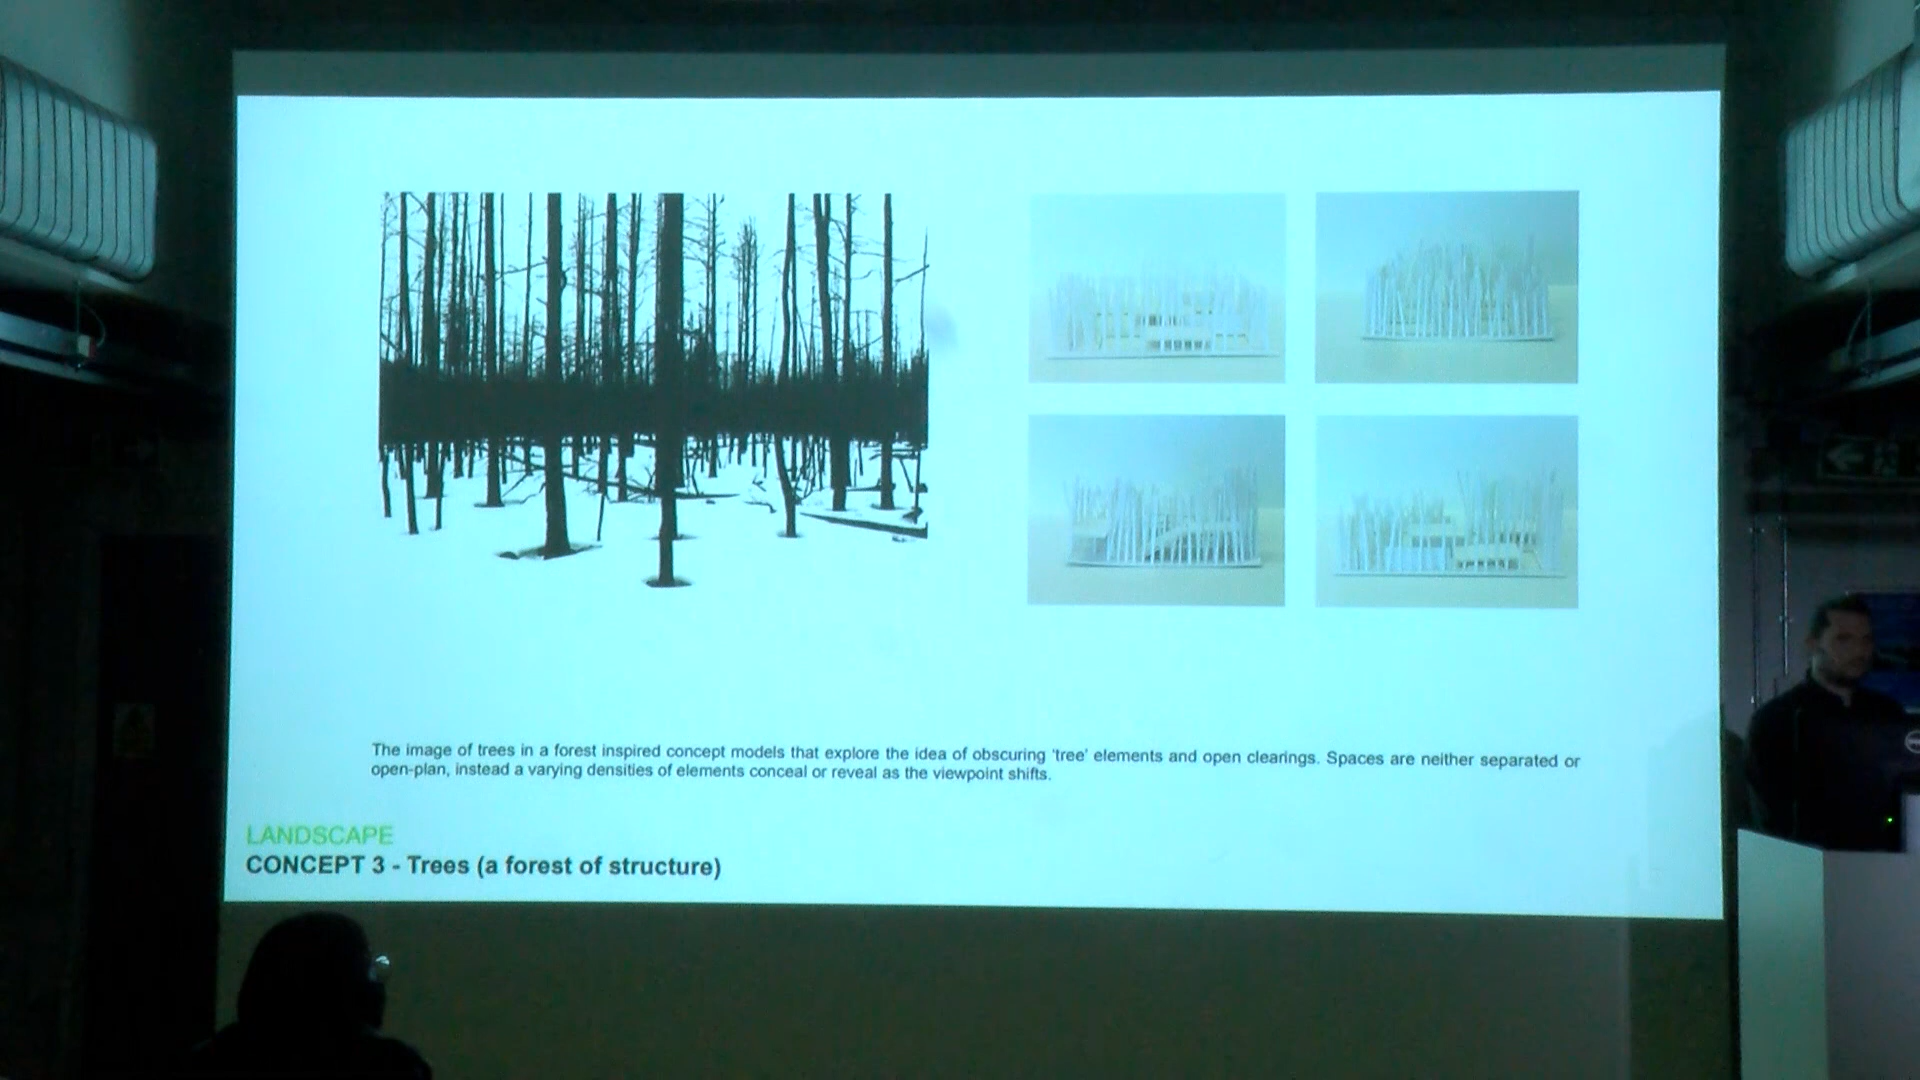 The image of trees in a forest inspired concept models that explore the idea of obscuring 'tree' elements and open clearings. Spaces are neither separated or
open-plan, instead a varying densities of elements conceal or reveal as the viewpoint shifts.
LANDSCAPE
CONCEPT 3 - Trees (a forest of structure)